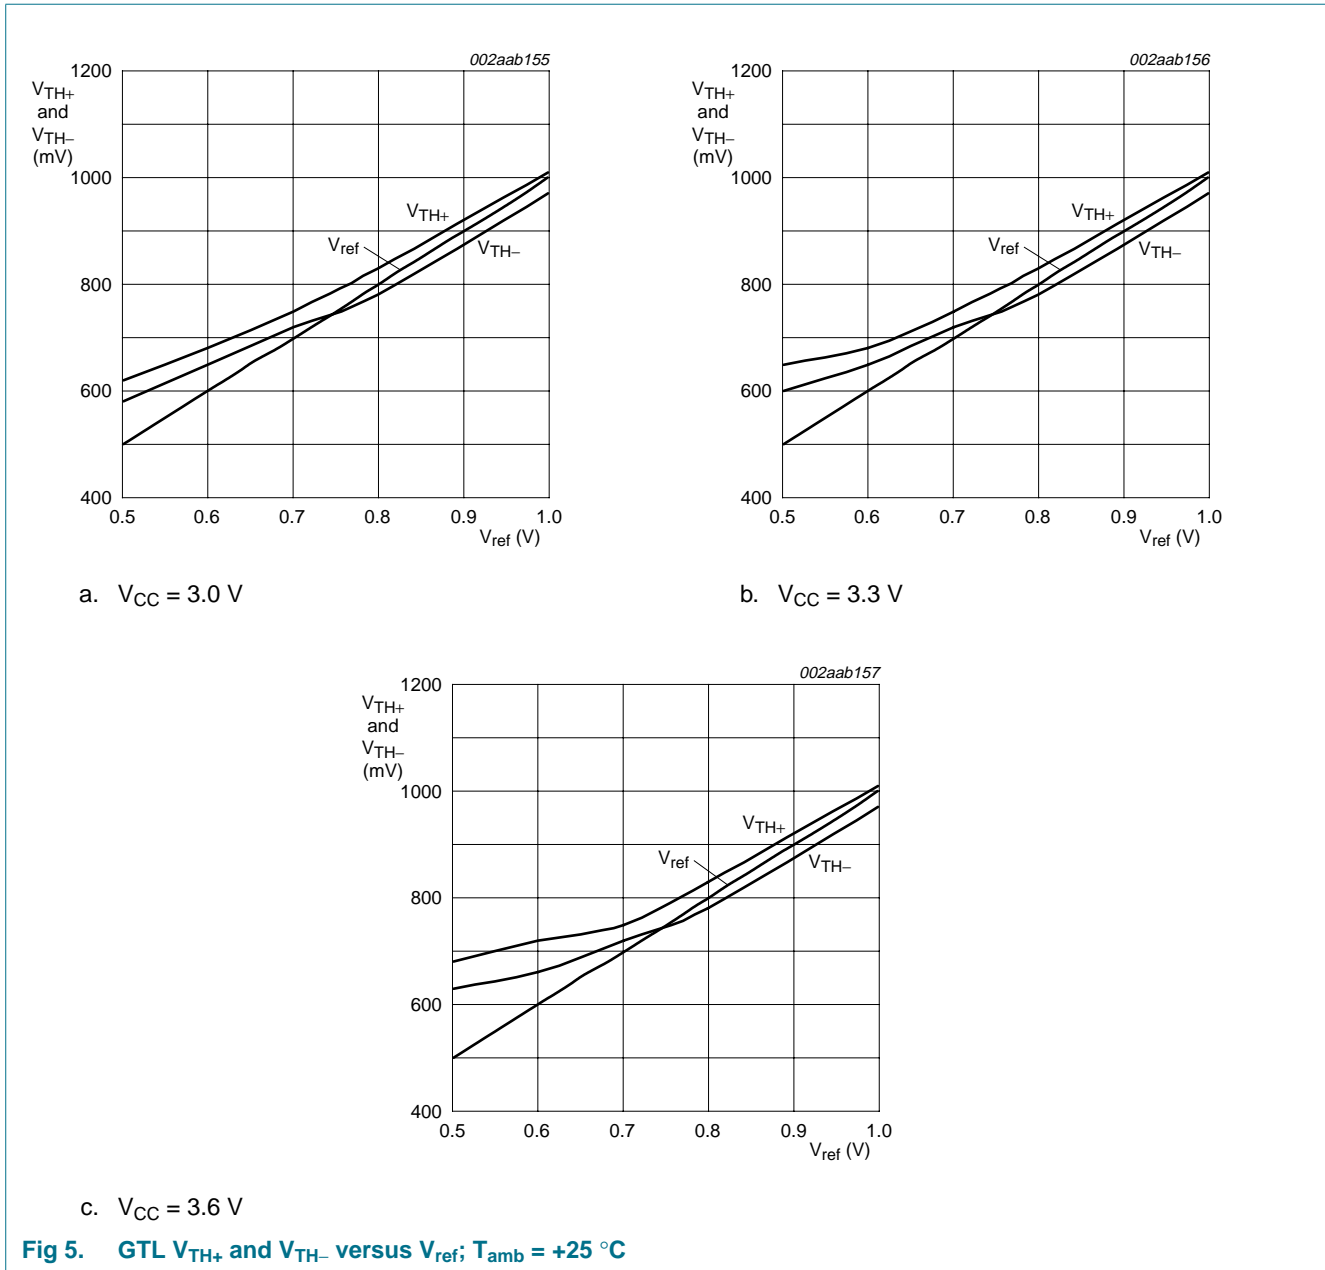 002aab155
1200
VTH+
and
VTH−
(mV)
1000
VTH+
Vref
VTH−
800
600
400
0.5 0.6 0.7 0.8 0.9 1.0
Vref (V)
a. VCC = 3.0 V
002aab156
1200
VTH+
and
VTH−
(mV)
1000
VTH+
Vref
VTH−
800
600
400
0.5 0.6 0.7 0.8 0.9 1.0
Vref (V)
b. VCC = 3.3 V
002aab157
1200
VTH+
and
VTH−
(mV)
1000
VTH+
Vref
VTH−
800
600
400
0.5 0.6 0.7 0.8 0.9 1.0
Vref (V)
c. VCC = 3.6 V
Fig 5. GTL VTH+ and VTH− versus Vref; Tamb = +25 °C